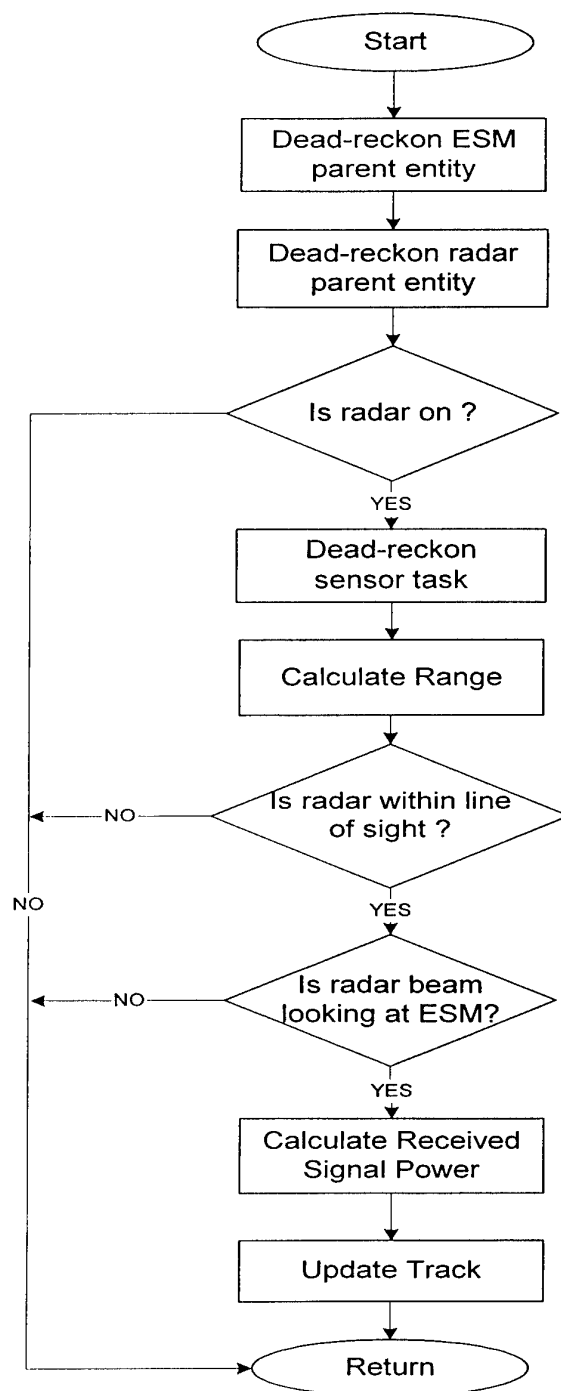 Start
Dead-reckon ESM
parent entity
Dead-reckon radar
parent entity
Is radar on ?
YES
Dead-reckon
sensor task
Calculate Range
Is radar within line
of sight ?
NO
NO
YES
Is radar beam
looking at ESM?
NO
YES
Calculate Received
Signal Power
Update Track
Return